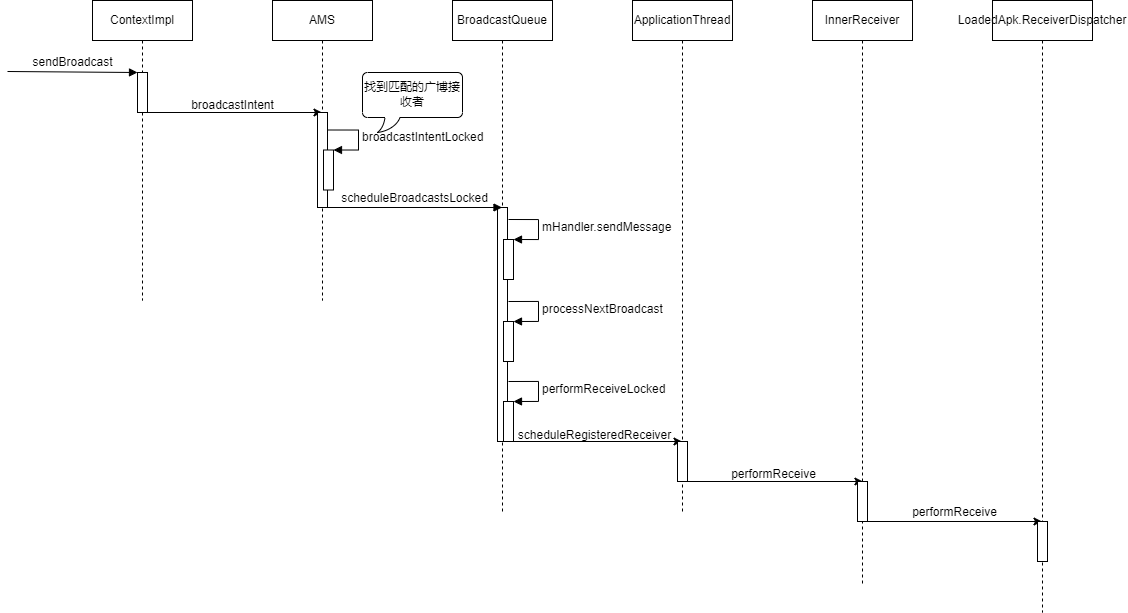 ContextImpl
AMS
BroadcastQueue
ApplicationThread
InnerReceiver
LoadedApk.ReceiverDispatcher
sendBroadcast
找到匹配的广博接
收者
broadcastIntent
broadcastIntentLocked
scheduleBroadcastsLocked
mHandler.sendMessage
processNextBroadcast
performReceiveLocked
scheduleRegisteredReceiver
performReceive
performReceive